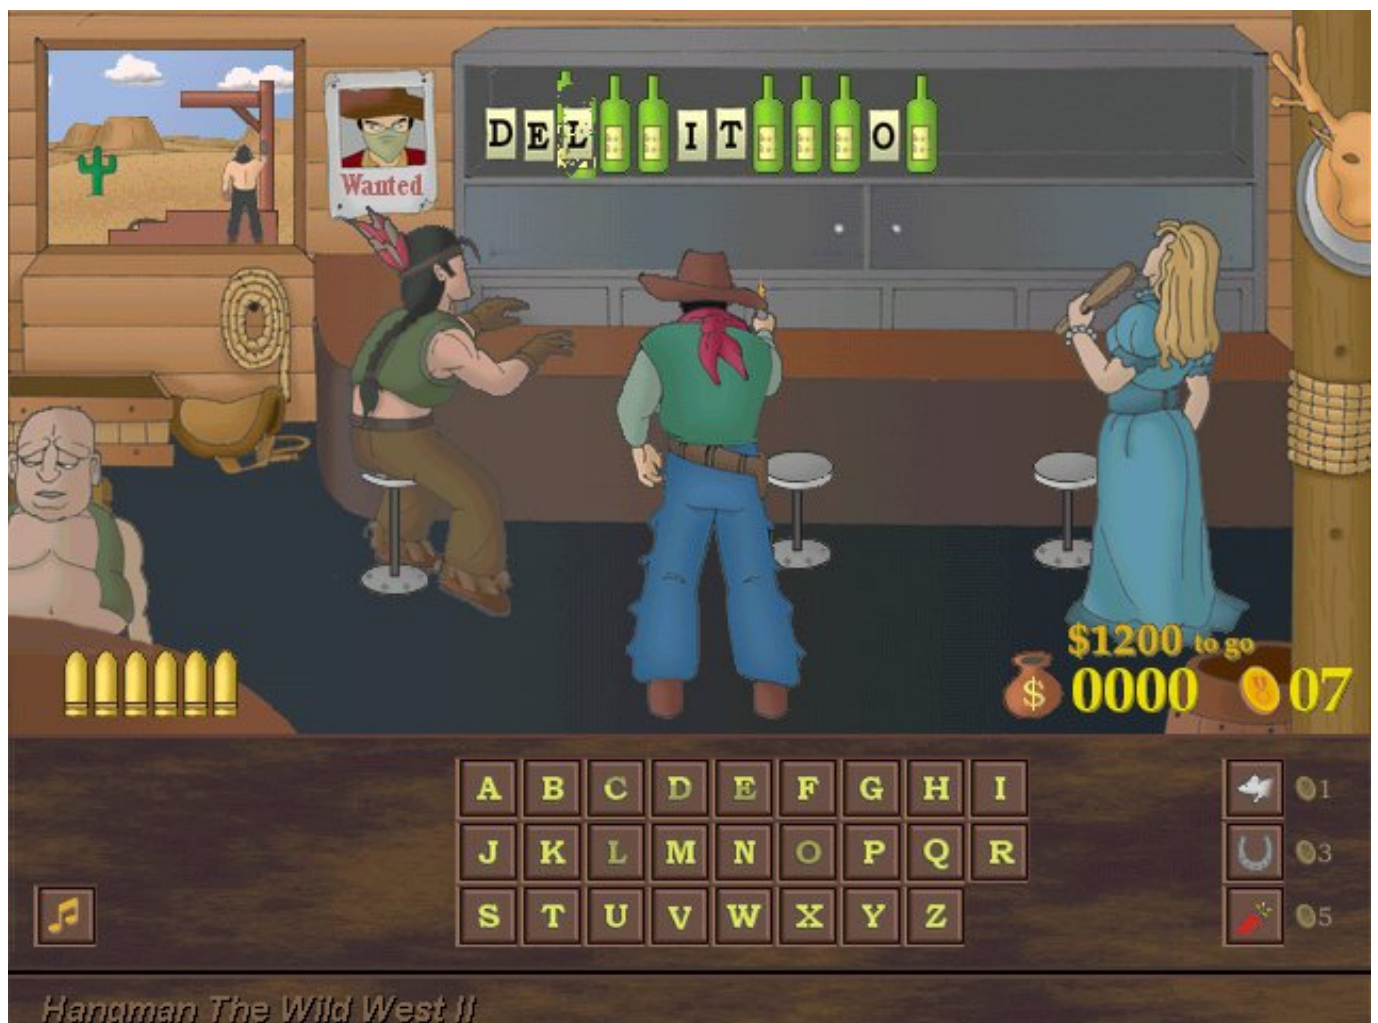 DEL IT O
Wanted
$1200 to go
$ 0000 07
A B C D E F G H I
1
J K L M N O P Q R
3
S T U V W X Y Z
5
Hangman The Wild West II